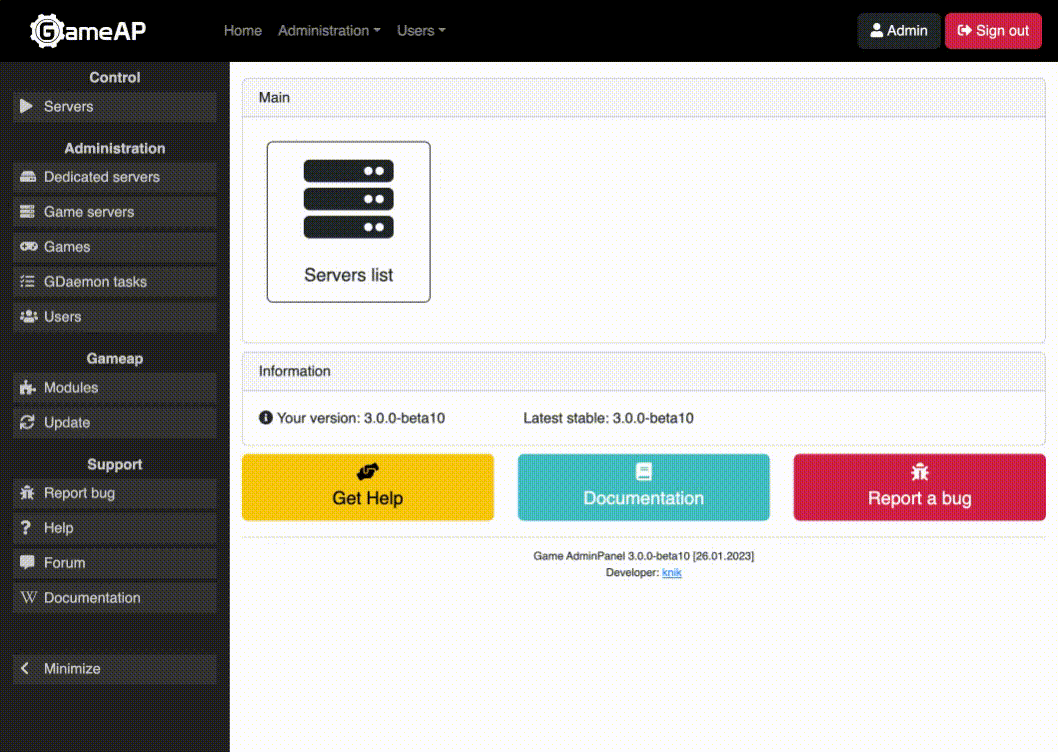 GameAP Home Administration Users Admin Sign out
Control
Servers
Administration
Dedicated servers
Game servers
Games
GDaemon tasks
Users
Gameap
Modules
Update
Support
Report bug
Help
Forum
Documentation
Minimize
Main
Servers list
Information
Your version: 3.0.0-beta10 Latest stable: 3.0.0-beta10
Get Help
Documentation
Report a bug
Game AdminPanel 3.0.0-beta10 [26.01.2023]
Developer: knik